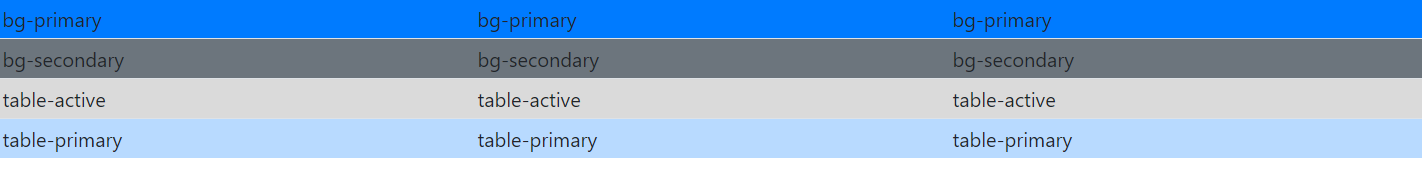 bg-primary bg-primary bg-primary
bg-secondary bg-secondary bg-secondary
table-active table-active table-active
table-primary table-primary table-primary